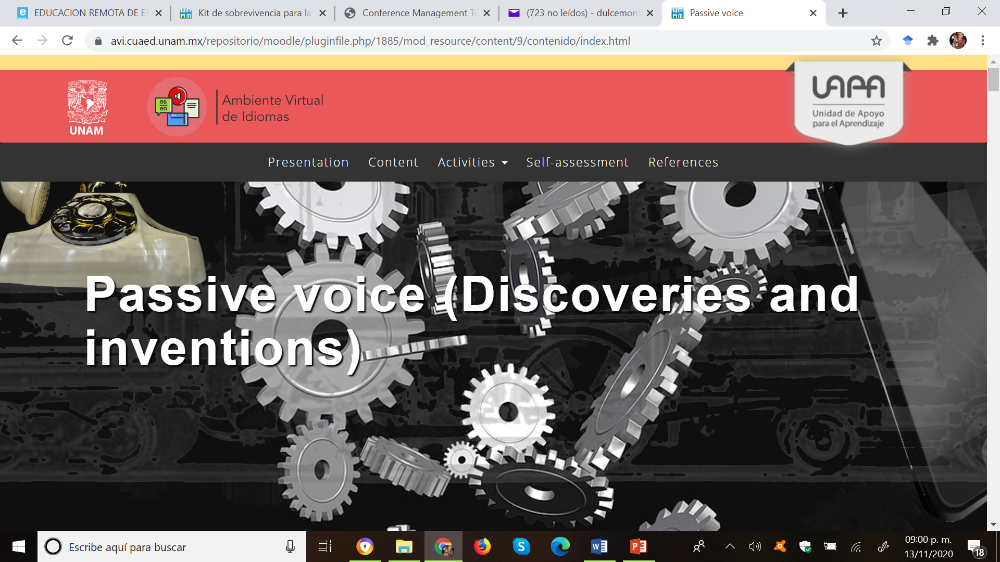 EDUCACION REMOTA DE E
Kit de sobrevivencia para la
Conference Management To
(723 no leídos) - dulcemont
Passive voice
avi.cuaed.unam.mx/repositorio/moodle/pluginfile.php/1885/mod_resource/content/9/contenido/index.html
UNAM
es
en
Ambiente Virtual
de Idiomas
UAPA
Unidad de Apoyo
para el Aprendizaje
Presentation Content Activities Self-assessment References
Passive voice (Discoveries and
inventions)
Escribe aquí para buscar
09:00 p. m.
13/11/2020
18